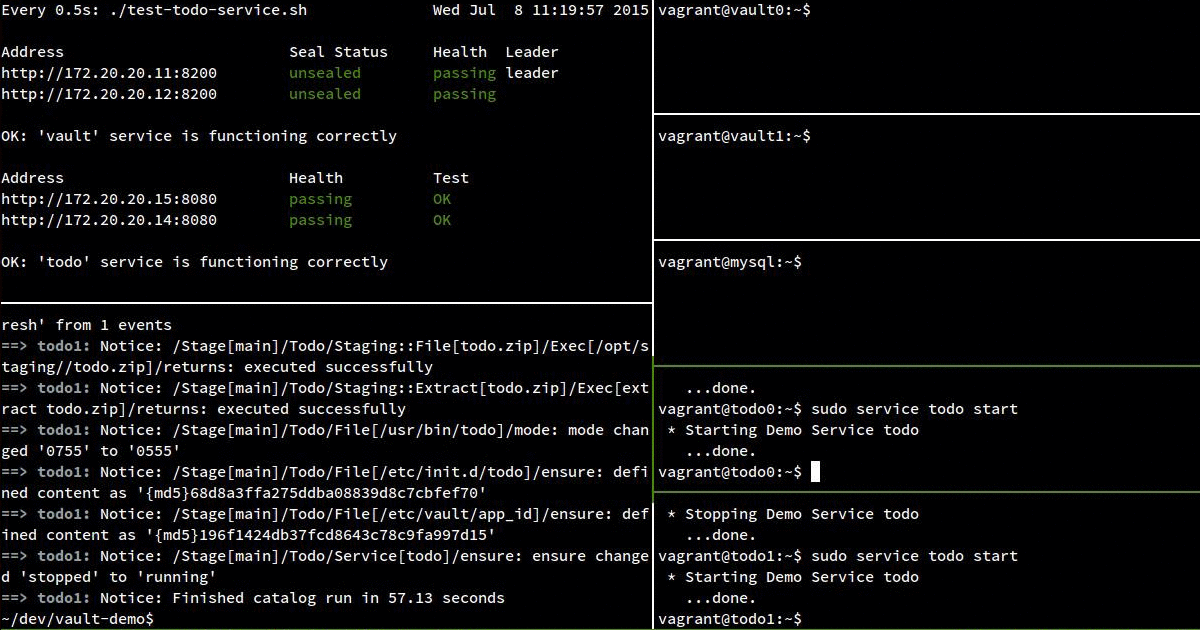 Every 0.5s: ./test-todo-service.sh Wed Jul  8 11:19:57 2015
Address Seal Status Health Leader
http://172.20.20.11:8200 unsealed passing leader
http://172.20.20.12:8200 unsealed passing
OK: 'vault' service is functioning correctly
Address Health Test
http://172.20.20.15:8080 passing OK
http://172.20.20.14:8080 passing OK
OK: 'todo' service is functioning correctly
resh' from 1 events
==> todo1: Notice: /Stage[main]/Todo/Staging::File[todo.zip]/Exec[/opt/s
taging//todo.zip]/returns: executed successfully
==> todo1: Notice: /Stage[main]/Todo/Staging::Extract[todo.zip]/Exec[ext
ract todo.zip]/returns: executed successfully
==> todo1: Notice: /Stage[main]/Todo/File[/usr/bin/todo]/mode: mode chan
ged '0755' to '0555'
==> todo1: Notice: /Stage[main]/Todo/File[/etc/init.d/todo]/ensure: defi
ned content as '{md5}68d8a3ffa275ddba08839d8c7cbfef70'
==> todo1: Notice: /Stage[main]/Todo/File[/etc/vault/app_id]/ensure: def
ined content as '{md5}196f1424db37fcd8643c78c9fa997d15'
==> todo1: Notice: /Stage[main]/Todo/Service[todo]/ensure: ensure change
d 'stopped' to 'running'
==> todo1: Notice: Finished catalog run in 57.13 seconds
~/dev/vault-demo$
vagrant@vault0:~$
vagrant@vault1:~$
vagrant@mysql:~$
...done.
vagrant@todo0:~$ sudo service todo start
* Starting Demo Service todo
...done.
vagrant@todo0:~$
* Stopping Demo Service todo
...done.
vagrant@todo1:~$ sudo service todo start
* Starting Demo Service todo
...done.
vagrant@todo1:~$